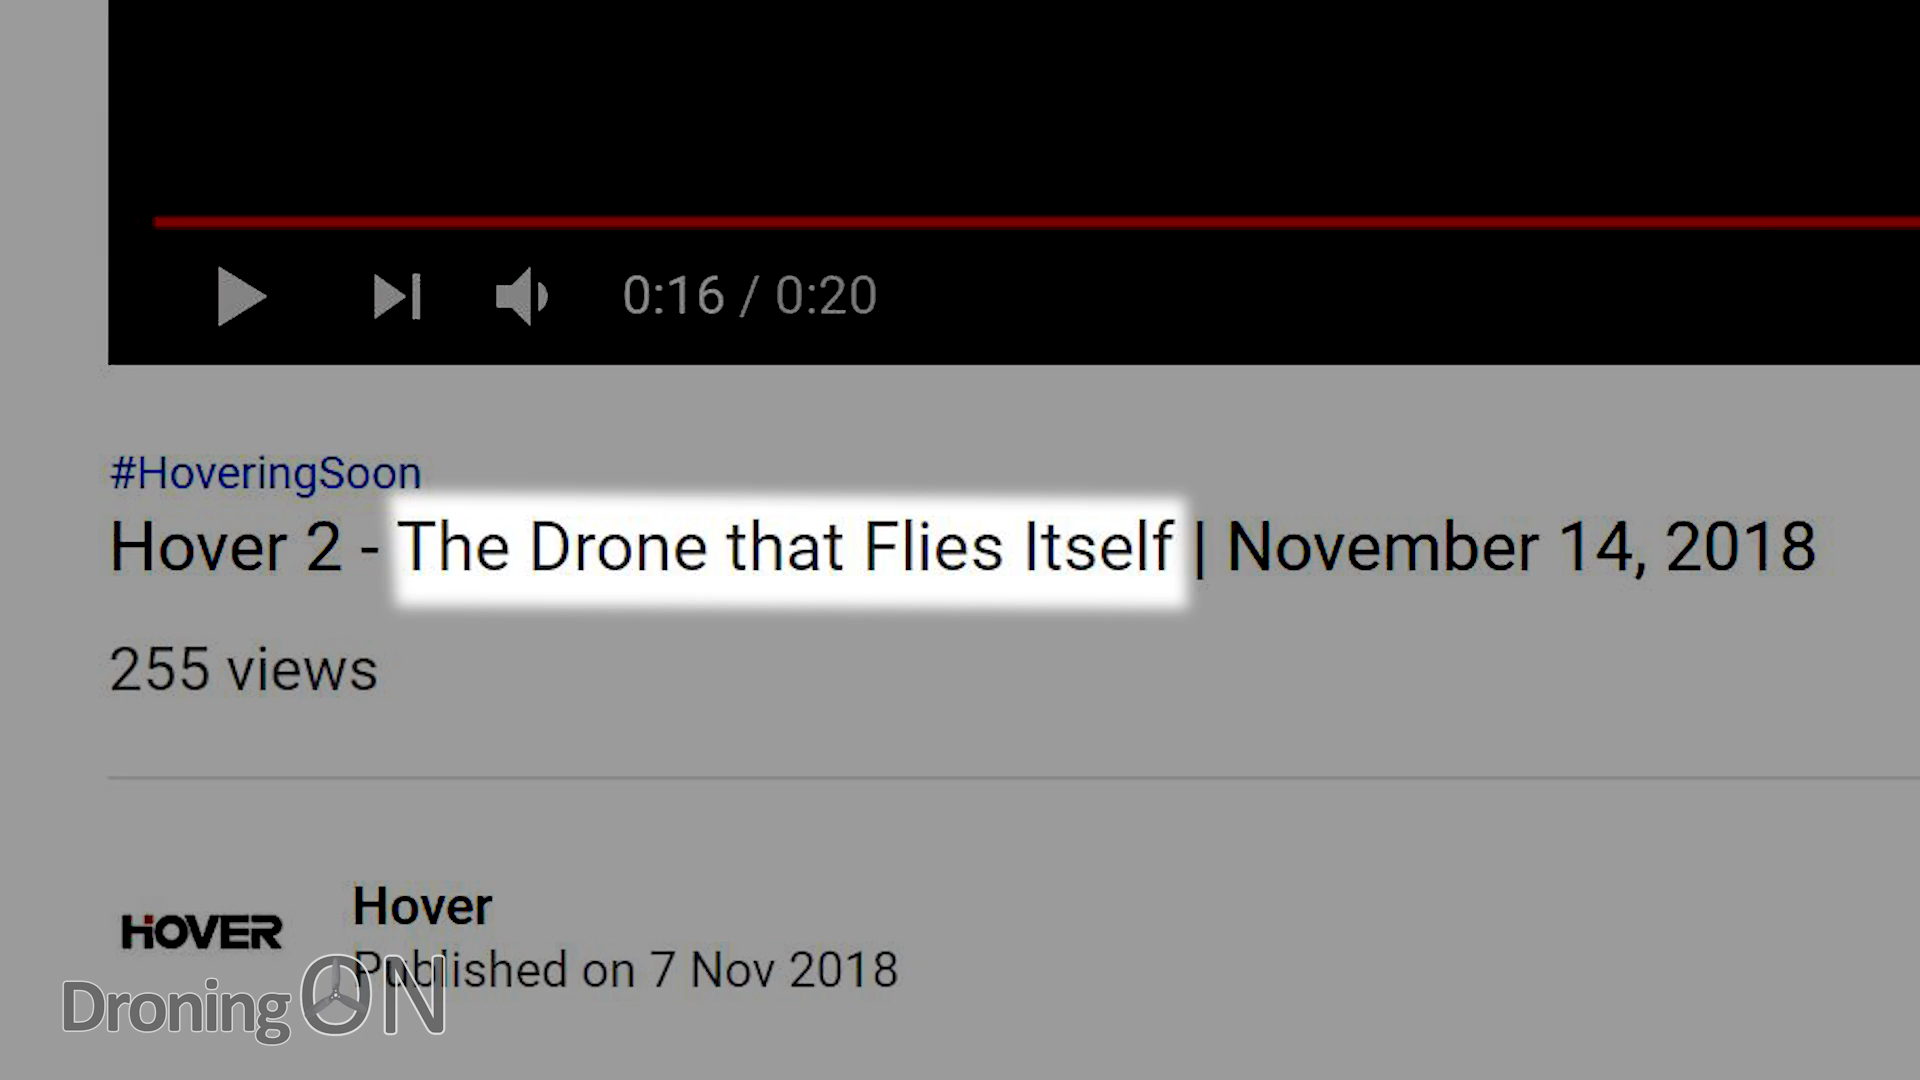 0:16 / 0:20
#HoveringSoon
Hover 2 - The Drone that Flies Itself | November 14, 2018
255 views
HOVER
Hover
Published on 7 Nov 2018
DroningON